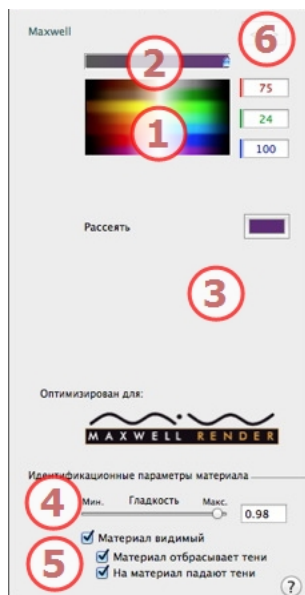 Maxwell
6
2
75
1
24
100
Рассеять
3
Оптимизирован для:
MAXWELL RENDER
Идентификационные параметры материала
4
Мин. Гладкость Макс.
0.98
Материал видимый
5
Материал отбрасывает тени
На материал падают тени
?